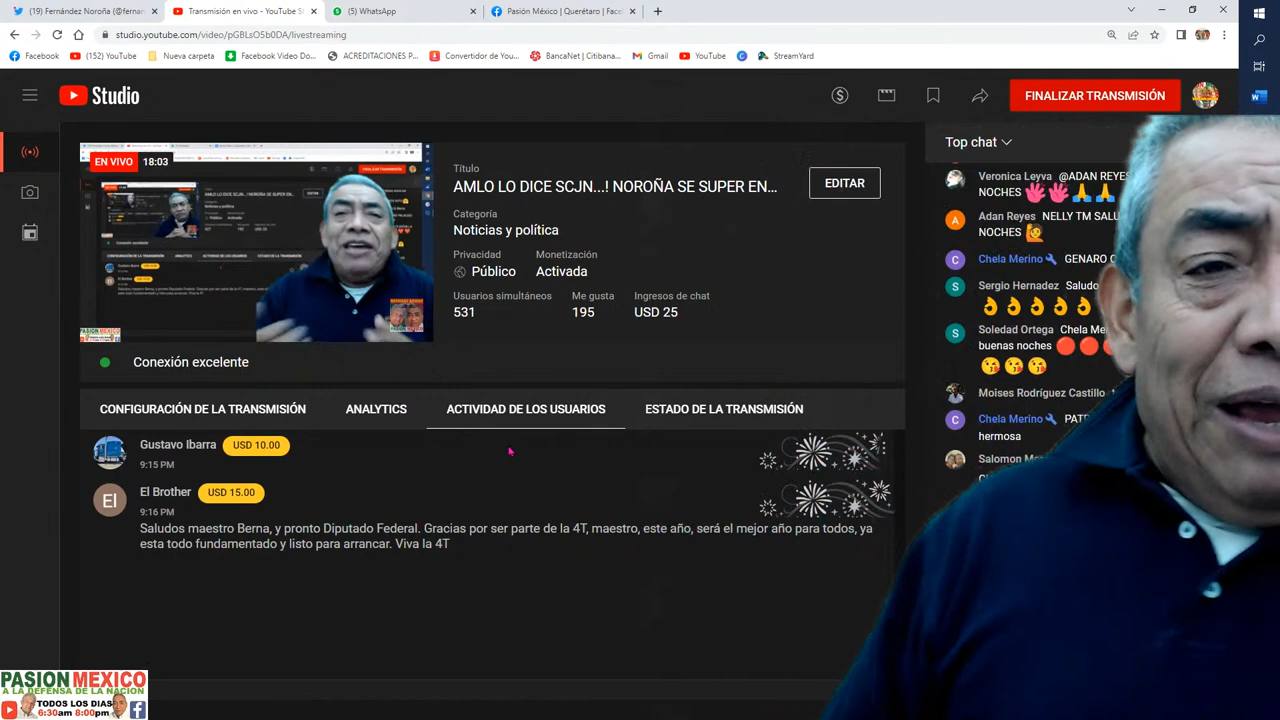 (19) Fernández Noroña (@fernan
Transmisión en vivo - YouTube S
(5) WhatsApp
Pasión México | Querétaro | Face
studio.youtube.com/video/pGBLsO5b0DA/livestreaming
Facebook
(152) YouTube
Nueva carpeta
Facebook Video Do...
ACREDITACIONES P...
Convertidor de You...
BancaNet | Citibana...
Gmail
YouTube
StreamYard
Studio
FINALIZAR TRANSMISIÓN
EN VIVO 18:03
Título
AMLO LO DICE SCJN...! NOROÑA SE SUPER EN...
EDITAR
Categoría
Noticias y política
Privacidad Monetización
Público Activada
Usuarios simultáneos Me gusta Ingresos de chat
531 195 USD 25
Conexión excelente
CONFIGURACIÓN DE LA TRANSMISIÓN ANALYTICS ACTIVIDAD DE LOS USUARIOS ESTADO DE LA TRANSMISIÓN
Gustavo Ibarra USD 10.00
9:15 PM
El El Brother USD 15.00
9:16 PM
Saludos maestro Berna, y pronto Diputado Federal. Gracias por ser parte de la 4T, maestro, este año, será el mejor año para todos, ya
esta todo fundamentado y listo para arrancar. Viva la 4T
Top chat
Veronica Leyva @ADAN REYES
NOCHES
A Adan Reyes NELLY TM SALU
NOCHES
C Chela Merino GENARO
S Sergio Hernadez Saludo
S Soledad Ortega Chela Me
buenas noches
Moises Rodríguez Castillo
C Chela Merino PAT
hermosa
Salomon
PASION MEXICO
A LA DEFENSA DE LA NACION
TODOS LOS DIAS
6:30am 8:00pm